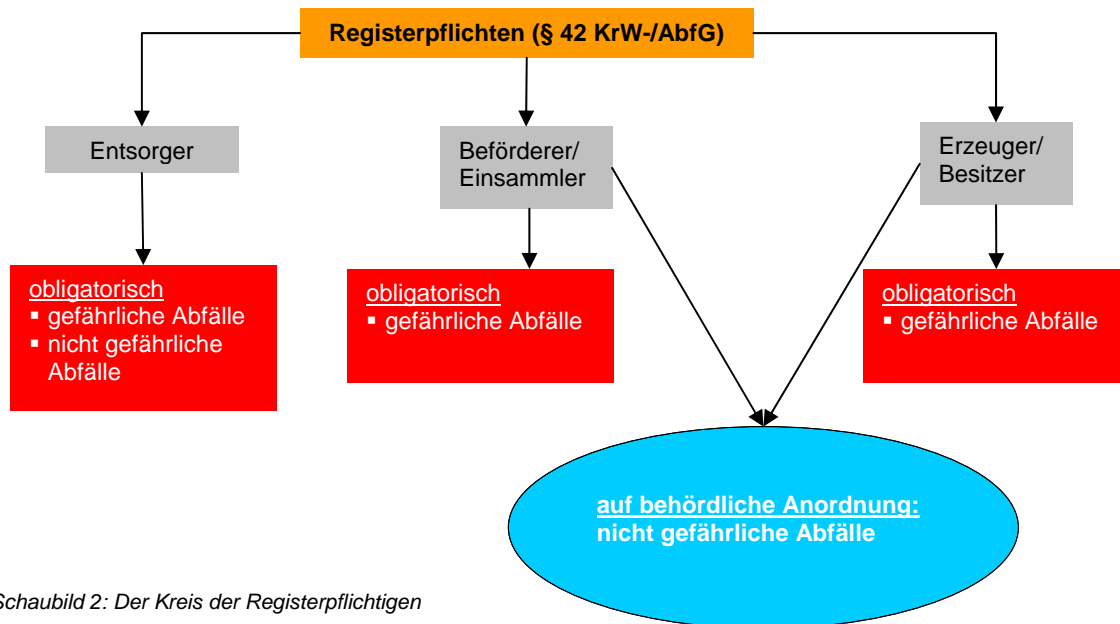 Registerpflichten (§ 42 KrW-/AbfG)
Entsorger
Beförderer/
Einsammler
Erzeuger/
Besitzer
obligatorisch
▪ gefährliche Abfälle
▪ nicht gefährliche
Abfälle
obligatorisch
▪ gefährliche Abfälle
obligatorisch
▪ gefährliche Abfälle
auf behördliche Anordnung:
nicht gefährliche Abfälle
Schaubild 2: Der Kreis der Registerpflichtigen